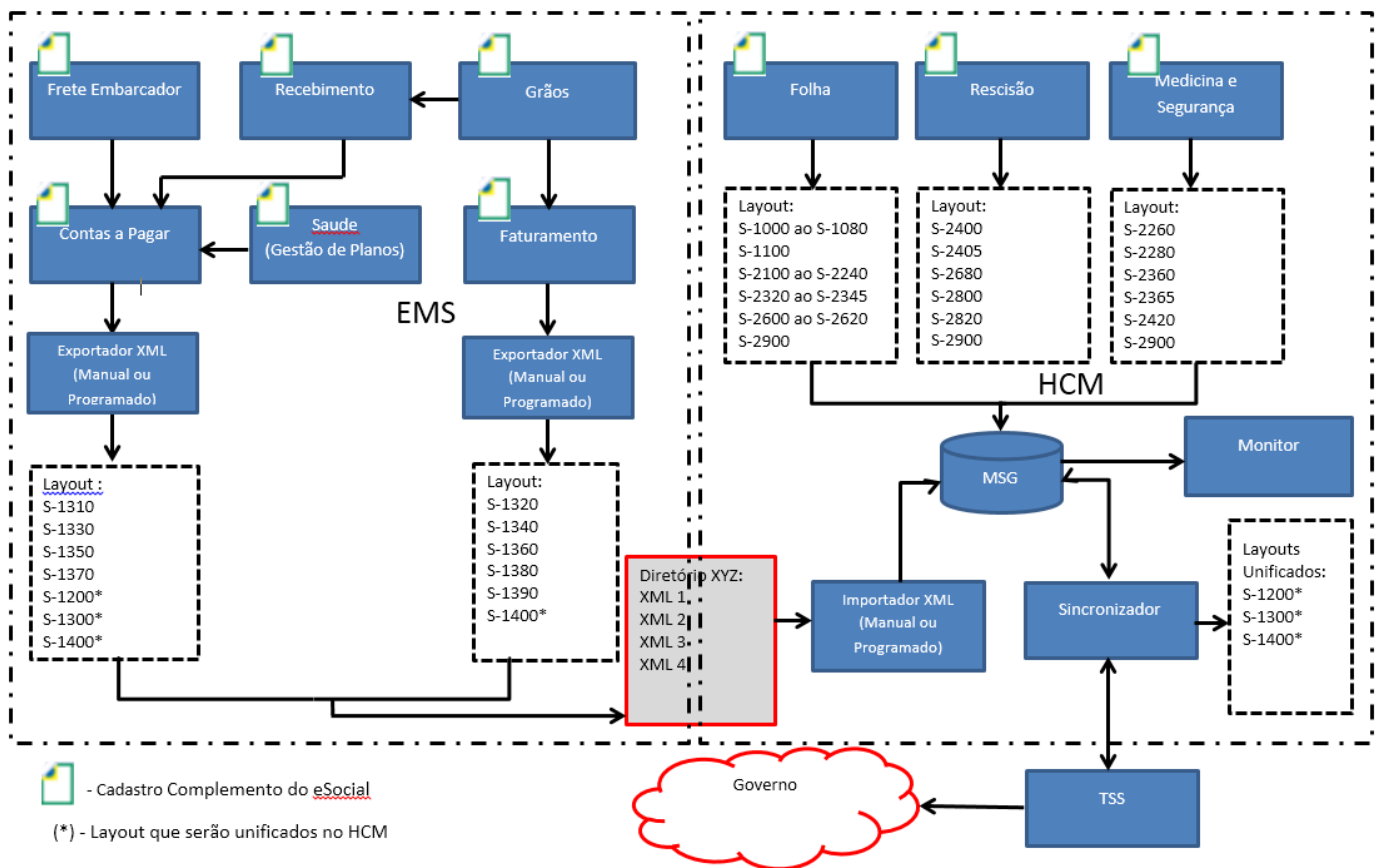 Frete Embarcador
Recebimento
Grãos
Contas a Pagar
Saude
(Gestão de Planos)
Faturamento
EMS
Exportador XML
(Manual ou
Programado)
Exportador XML
(Manual ou
Programado)
Layout :
S-1310
S-1330
S-1350
S-1370
S-1200*
S-1300*
S-1400*
Layout:
S-1320
S-1340
S-1360
S-1380
S-1390
S-1400*
Diretório XYZ:
XML 1
XML 2
XML 3
XML 4
Folha
Rescisão
Medicina e
Segurança
Layout:
S-1000 ao S-1080
S-1100
S-2100 ao S-2240
S-2320 ao S-2345
S-2600 ao S-2620
S-2900
Layout:
S-2400
S-2405
S-2680
S-2800
S-2820
S-2900
Layout:
S-2260
S-2280
S-2360
S-2365
S-2420
S-2900
HCM
MSG
Monitor
Importador XML
(Manual ou
Programado)
Sincronizador
Layouts
Unificados:
S-1200*
S-1300*
S-1400*
TSS
Governo
- Cadastro Complemento do eSocial
(*) - Layout que serão unificados no HCM